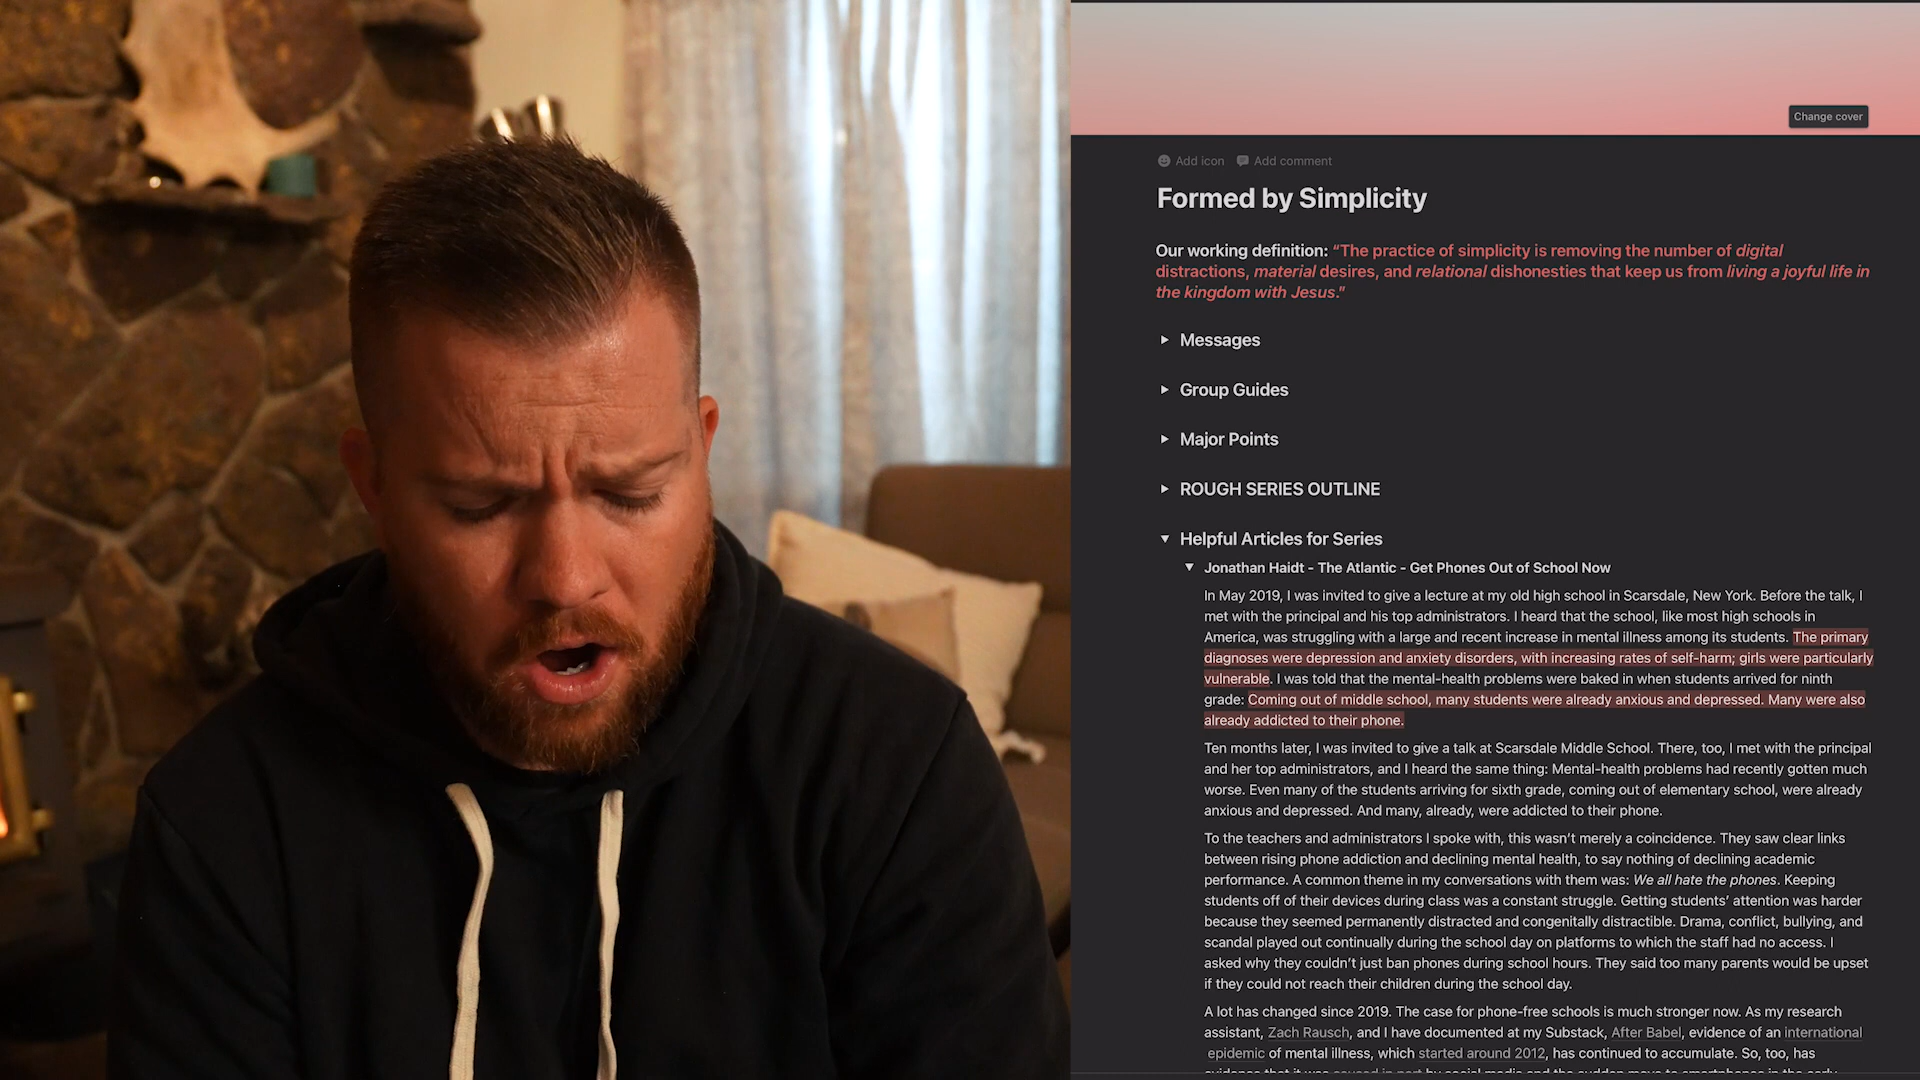 Change cover
Add icon Add comment
Formed by Simplicity
Our working definition: “The practice of simplicity is removing the number of digital
distractions, material desires, and relational dishonesties that keep us from living a joyful life in
the kingdom with Jesus.”
Messages
Group Guides
Major Points
ROUGH SERIES OUTLINE
Helpful Articles for Series
Jonathan Haidt - The Atlantic - Get Phones Out of School Now
In May 2019, I was invited to give a lecture at my old high school in Scarsdale, New York. Before the talk, I
met with the principal and his top administrators. I heard that the school, like most high schools in
America, was struggling with a large and recent increase in mental illness among its students. The primary
diagnoses were depression and anxiety disorders, with increasing rates of self-harm; girls were particularly
vulnerable. I was told that the mental-health problems were baked in when students arrived for ninth
grade: Coming out of middle school, many students were already anxious and depressed. Many were also
already addicted to their phone.
Ten months later, I was invited to give a talk at Scarsdale Middle School. There, too, I met with the principal
and her top administrators, and I heard the same thing: Mental-health problems had recently gotten much
worse. Even many of the students arriving for sixth grade, coming out of elementary school, were already
anxious and depressed. And many, already, were addicted to their phone.
To the teachers and administrators I spoke with, this wasn’t merely a coincidence. They saw clear links
between rising phone addiction and declining mental health, to say nothing of declining academic
performance. A common theme in my conversations with them was: We all hate the phones. Keeping
students off of their devices during class was a constant struggle. Getting students’ attention was harder
because they seemed permanently distracted and congenitally distractible. Drama, conflict, bullying, and
scandal played out continually during the school day on platforms to which the staff had no access. I
asked why they couldn’t just ban phones during school hours. They said too many parents would be upset
if they could not reach their children during the school day.
A lot has changed since 2019. The case for phone-free schools is much stronger now. As my research
assistant, Zach Rausch, and I have documented at my Substack, After Babel, evidence of an international
epidemic of mental illness, which started around 2012, has continued to accumulate. So, too, has